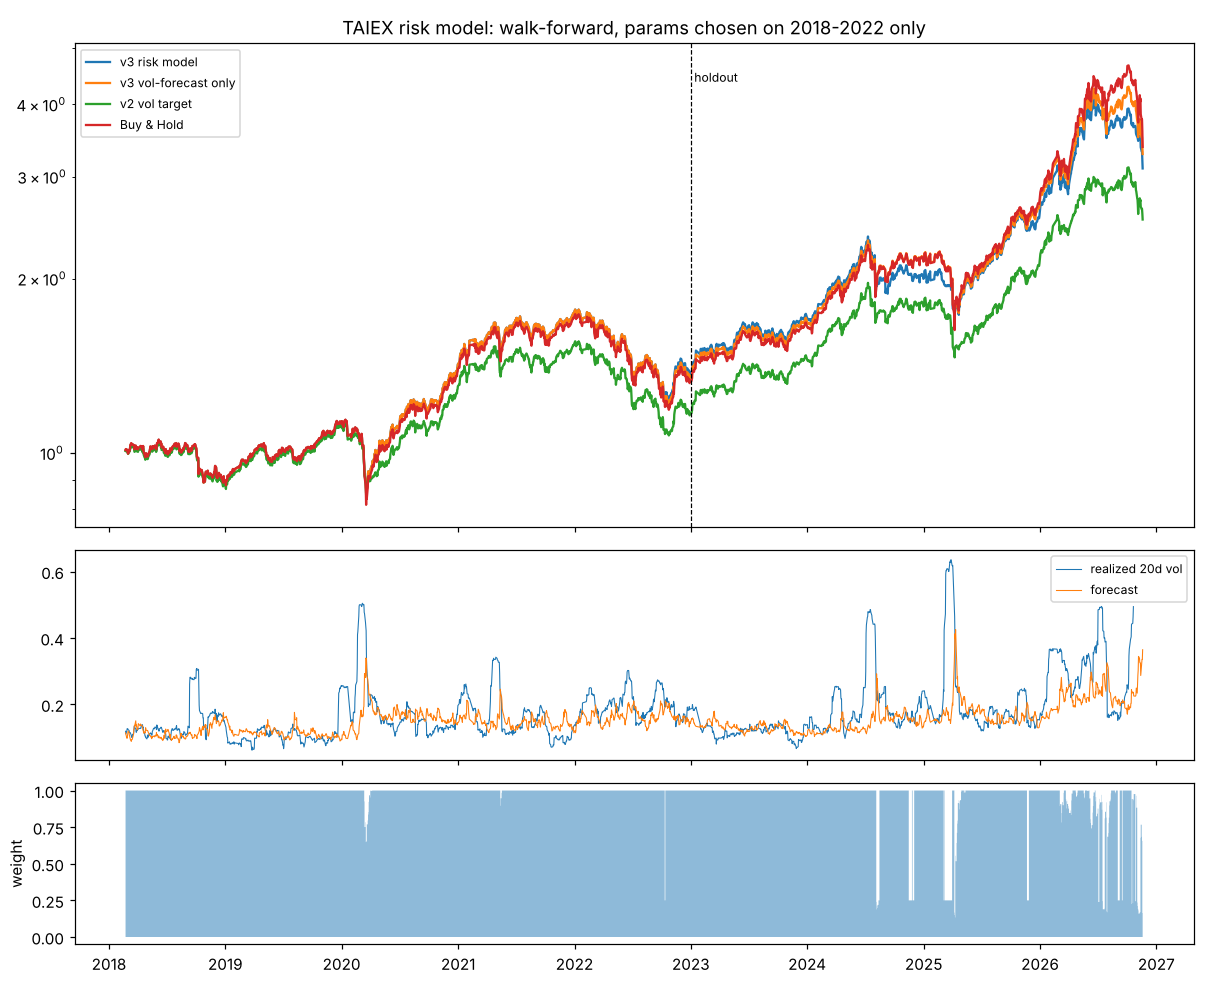 TAIEX risk model: walk-forward, params chosen on 2018-2022 only
v3 risk model
v3 vol-forecast only
v2 vol target
Buy & Hold
holdout
4 × 10⁰
3 × 10⁰
2 × 10⁰
10⁰
realized 20d vol
forecast
0.6
0.4
0.2
weight
1.00
0.75
0.50
0.25
0.00
2018 2019 2020 2021 2022 2023 2024 2025 2026 2027